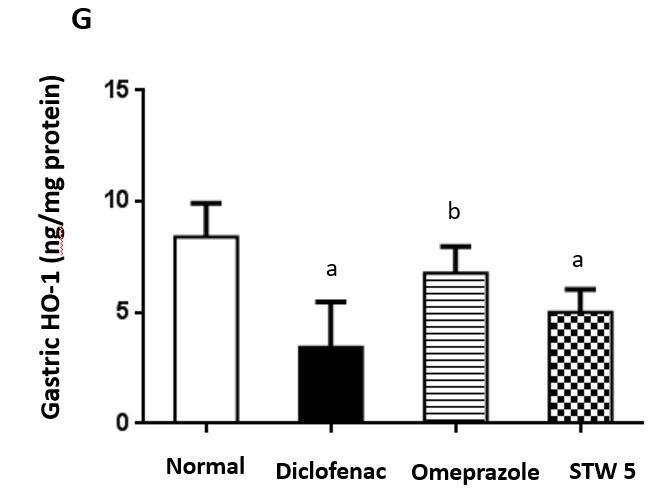 G
Gastric HO-1 (ng/mg protein)
15
10
5
0
a
b
a
Normal
Diclofenac
Omeprazole
STW 5